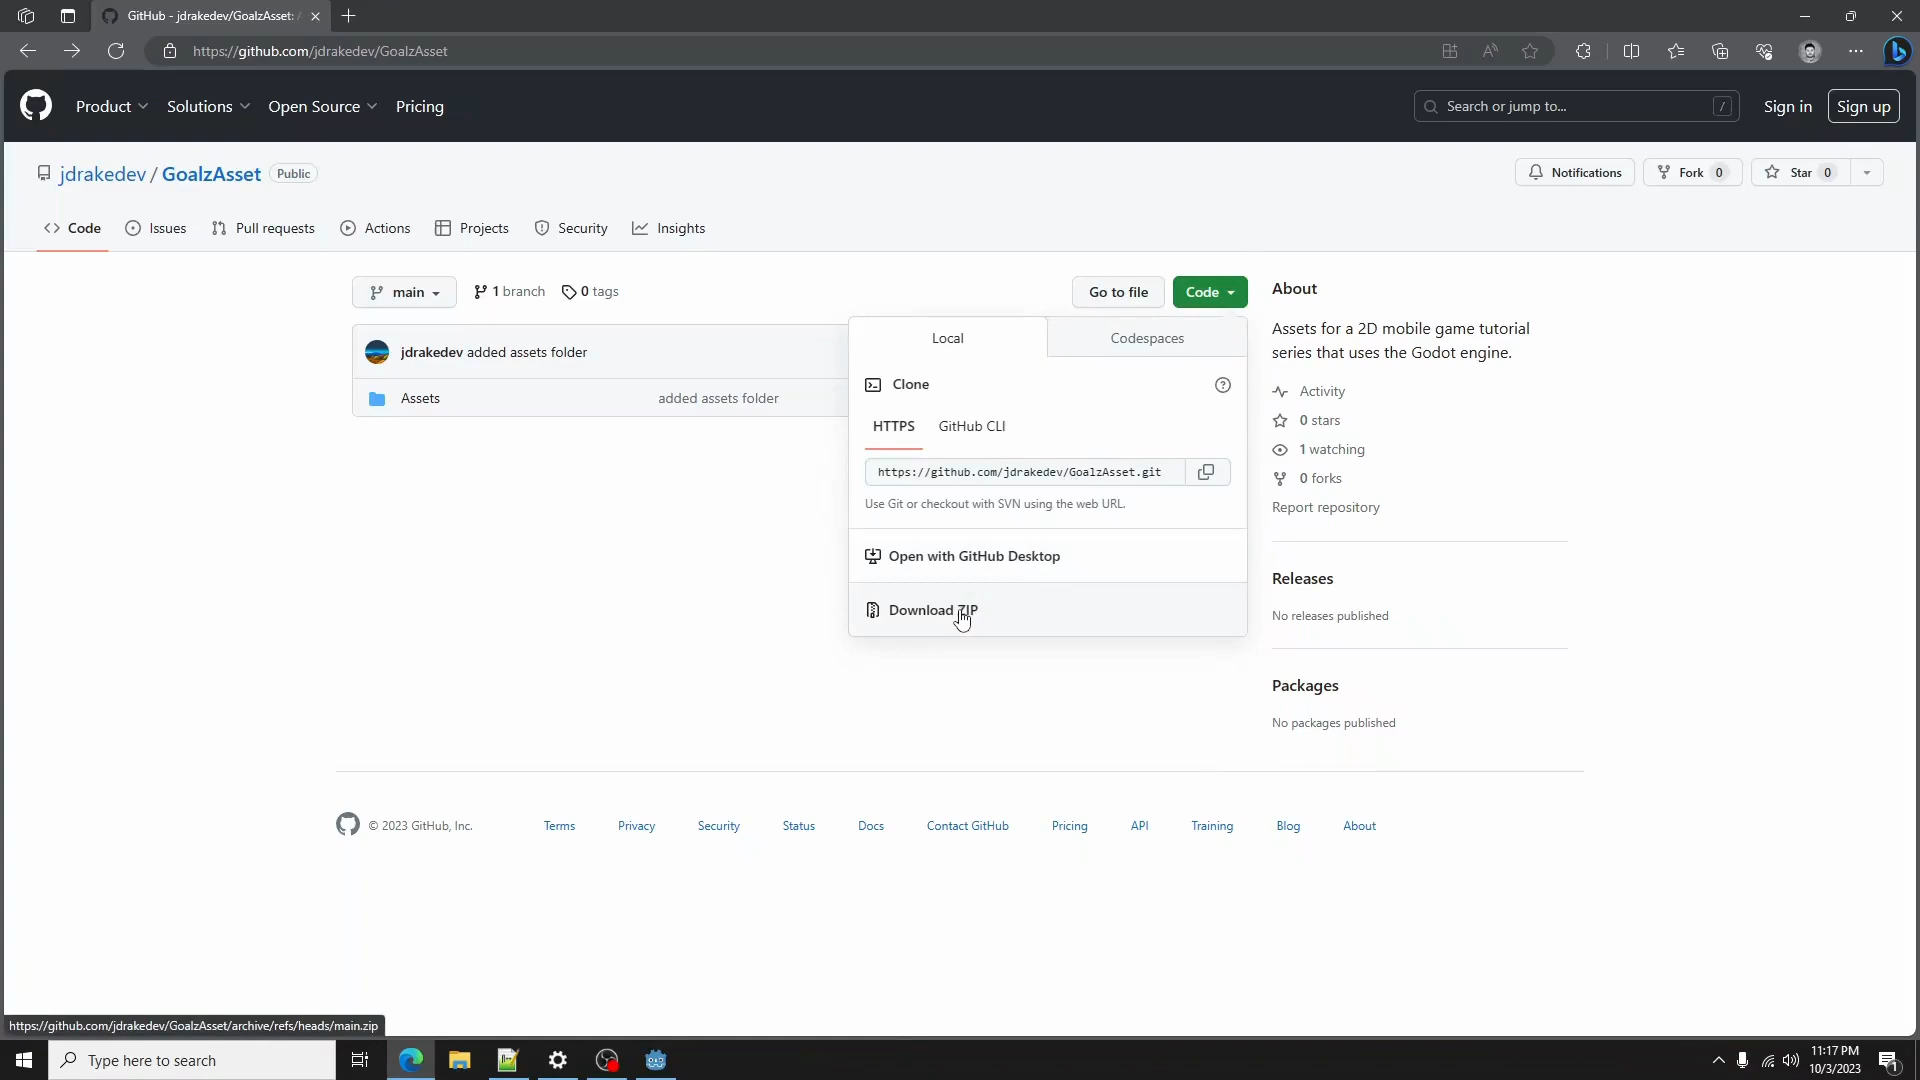 GitHub - jdrakedev/GoalzAsset:
https://github.com/jdrakedev/GoalzAsset
Product
Solutions
Open Source
Pricing
Search or jump to...
/
Sign in
Sign up
jdrakedev / GoalzAsset
Public
Notifications
Fork 0
Star 0
Code
Issues
Pull requests
Actions
Projects
Security
Insights
main
1 branch
0 tags
Go to file
Code
About
Assets for a 2D mobile game tutorial
series that uses the Godot engine.
jdrakedev added assets folder
Assets
added assets folder
Local
Codespaces
Clone
HTTPS
GitHub CLI
https://github.com/jdrakedev/GoalzAsset.git
Use Git or checkout with SVN using the web URL.
Open with GitHub Desktop
Download ZIP
Activity
0 stars
1 watching
0 forks
Report repository
Releases
No releases published
Packages
No packages published
© 2023 GitHub, Inc.
Terms
Privacy
Security
Status
Docs
Contact GitHub
Pricing
API
Training
Blog
About
https://github.com/jdrakedev/GoalzAsset/archive/refs/heads/main.zip
Type here to search
11:17 PM
10/3/2023
1